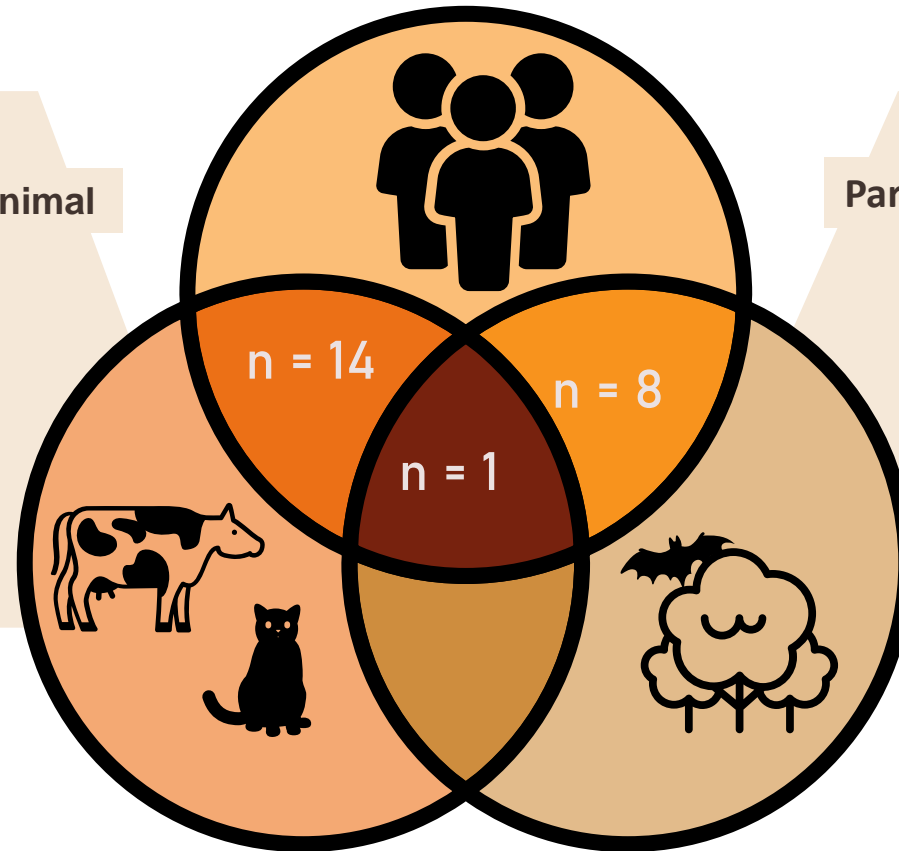 nimal
Par
n = 14
n = 8
n = 1